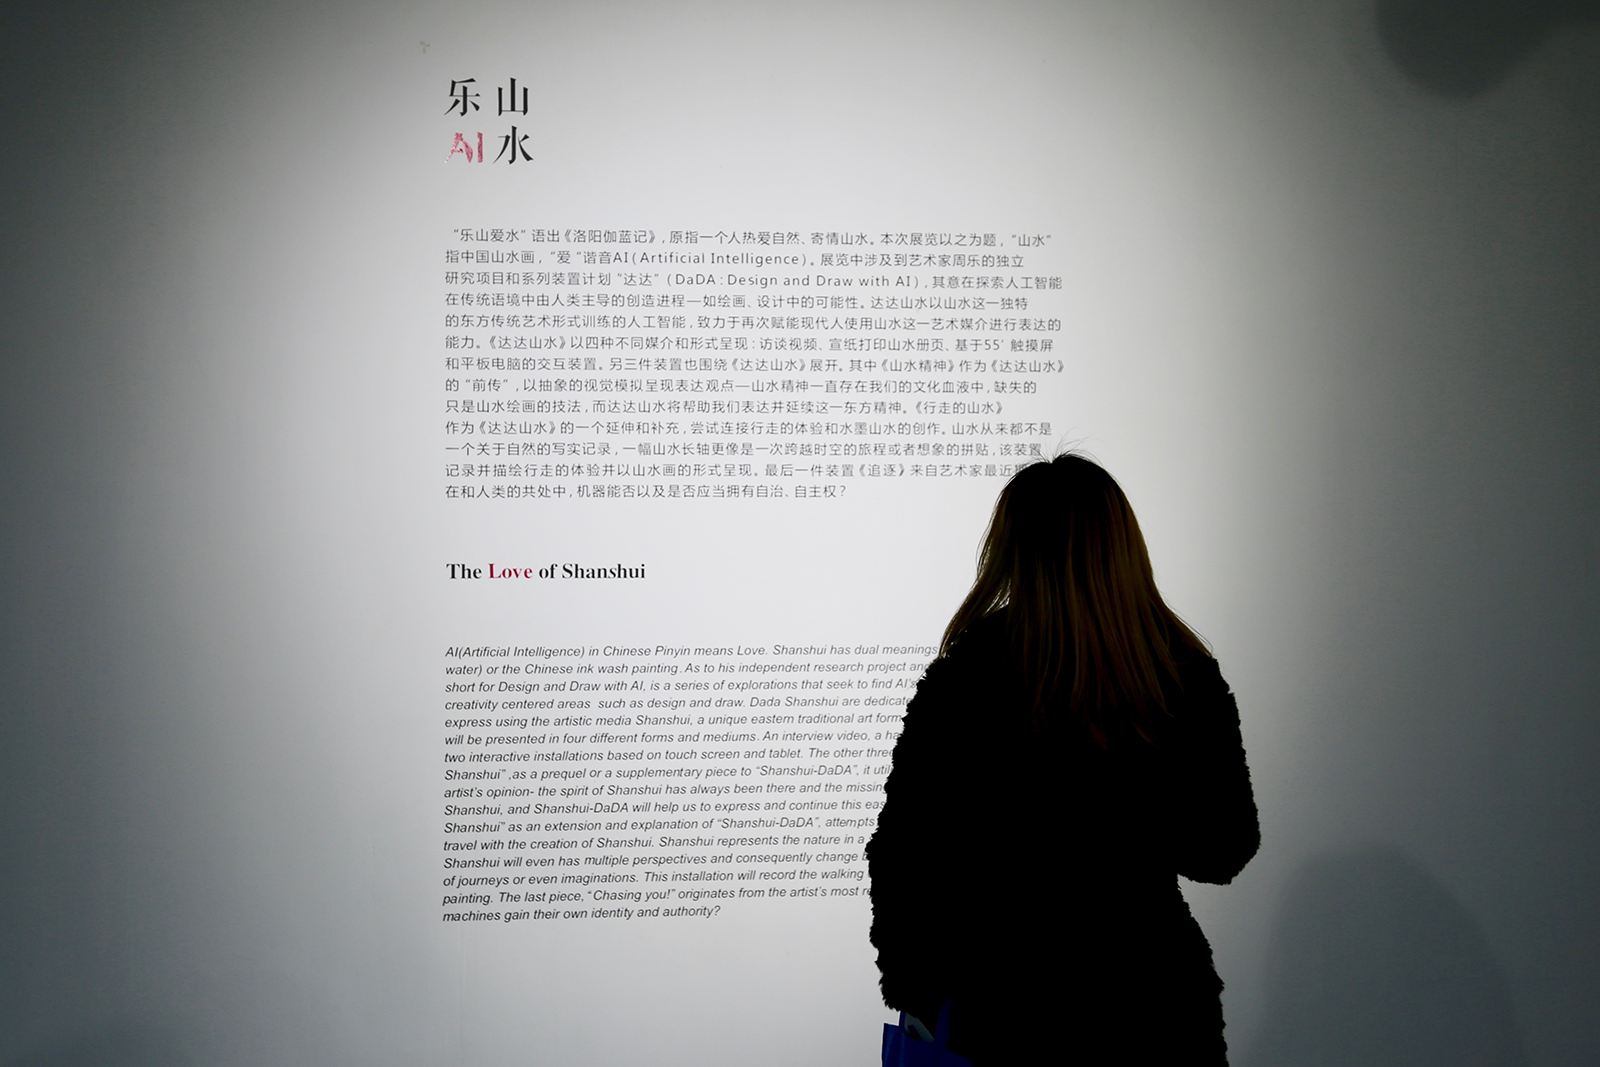 乐山
AI水
“乐山爱水”语出《洛阳伽蓝记》，原指一个人热爱自然、寄情山水。本次展览以之为题，“山水”
指中国山水画，“爱“谐音AI（Artificial Intelligence）。展览中涉及到艺术家周乐的独立
研究项目和系列装置计划“达达”（DaDA：Design and Draw with AI），其意在探索人工智能
在传统语境中由人类主导的创造进程—如绘画、设计中的可能性。达达山水以山水这一独特
的东方传统艺术形式训练的人工智能，致力于再次赋能现代人使用山水这一艺术媒介进行表达的
能力。《达达山水》以四种不同媒介和形式呈现：访谈视频、宣纸打印山水册页、基于55’触摸屏
和平板电脑的交互装置。另三件装置也围绕《达达山水》展开。其中《山水精神》作为《达达山水》
的“前传”，以抽象的视觉模拟呈现表达观点—山水精神一直存在我们的文化血液中，缺失的
只是山水绘画的技法，而达达山水将帮助我们表达并延续这一东方精神。《行走的山水》
作为《达达山水》的一个延伸和补充，尝试连接行走的体验和水墨山水的创作。山水从来都不是
一个关于自然的写实记录，一幅山水长轴更像是一次跨越时空的旅程或者想象的拼贴，该装置
记录并描绘行走的体验并以山水画的形式呈现。最后一件装置《追逐》来自艺术家最近
在和人类的共处中，机器能否以及是否应当拥有自治、自主权？
The Love of Shanshui
AI(Artificial Intelligence) in Chinese Pinyin means Love. Shanshui has dual meanings
water) or the Chinese ink wash painting. As to his independent research project and
short for Design and Draw with AI, is a series of explorations that seek to find AI's
creativity centered areas such as design and draw. Dada Shanshui are
express using the artistic media Shanshui, a unique eastern traditional art form
will be presented in four different forms and mediums. An interview video, a
two interactive installations based on touch screen and tablet. The other three
Shanshui” ,as a prequel or a supplementary piece to “Shanshui-DaDA”, it
artist's opinion- the spirit of Shanshui has always been there and the missing
Shanshui, and Shanshui-DaDA will help us to express and continue this
Shanshui” as an extension and explanation of “Shanshui-DaDA”, attempts
travel with the creation of Shanshui. Shanshui represents the nature in a
Shanshui will even has multiple perspectives and consequently change
of journeys or even imaginations. This installation will record the walking
painting. The last piece, “Chasing you!” originates from the artist's most
machines gain their own identity and authority?